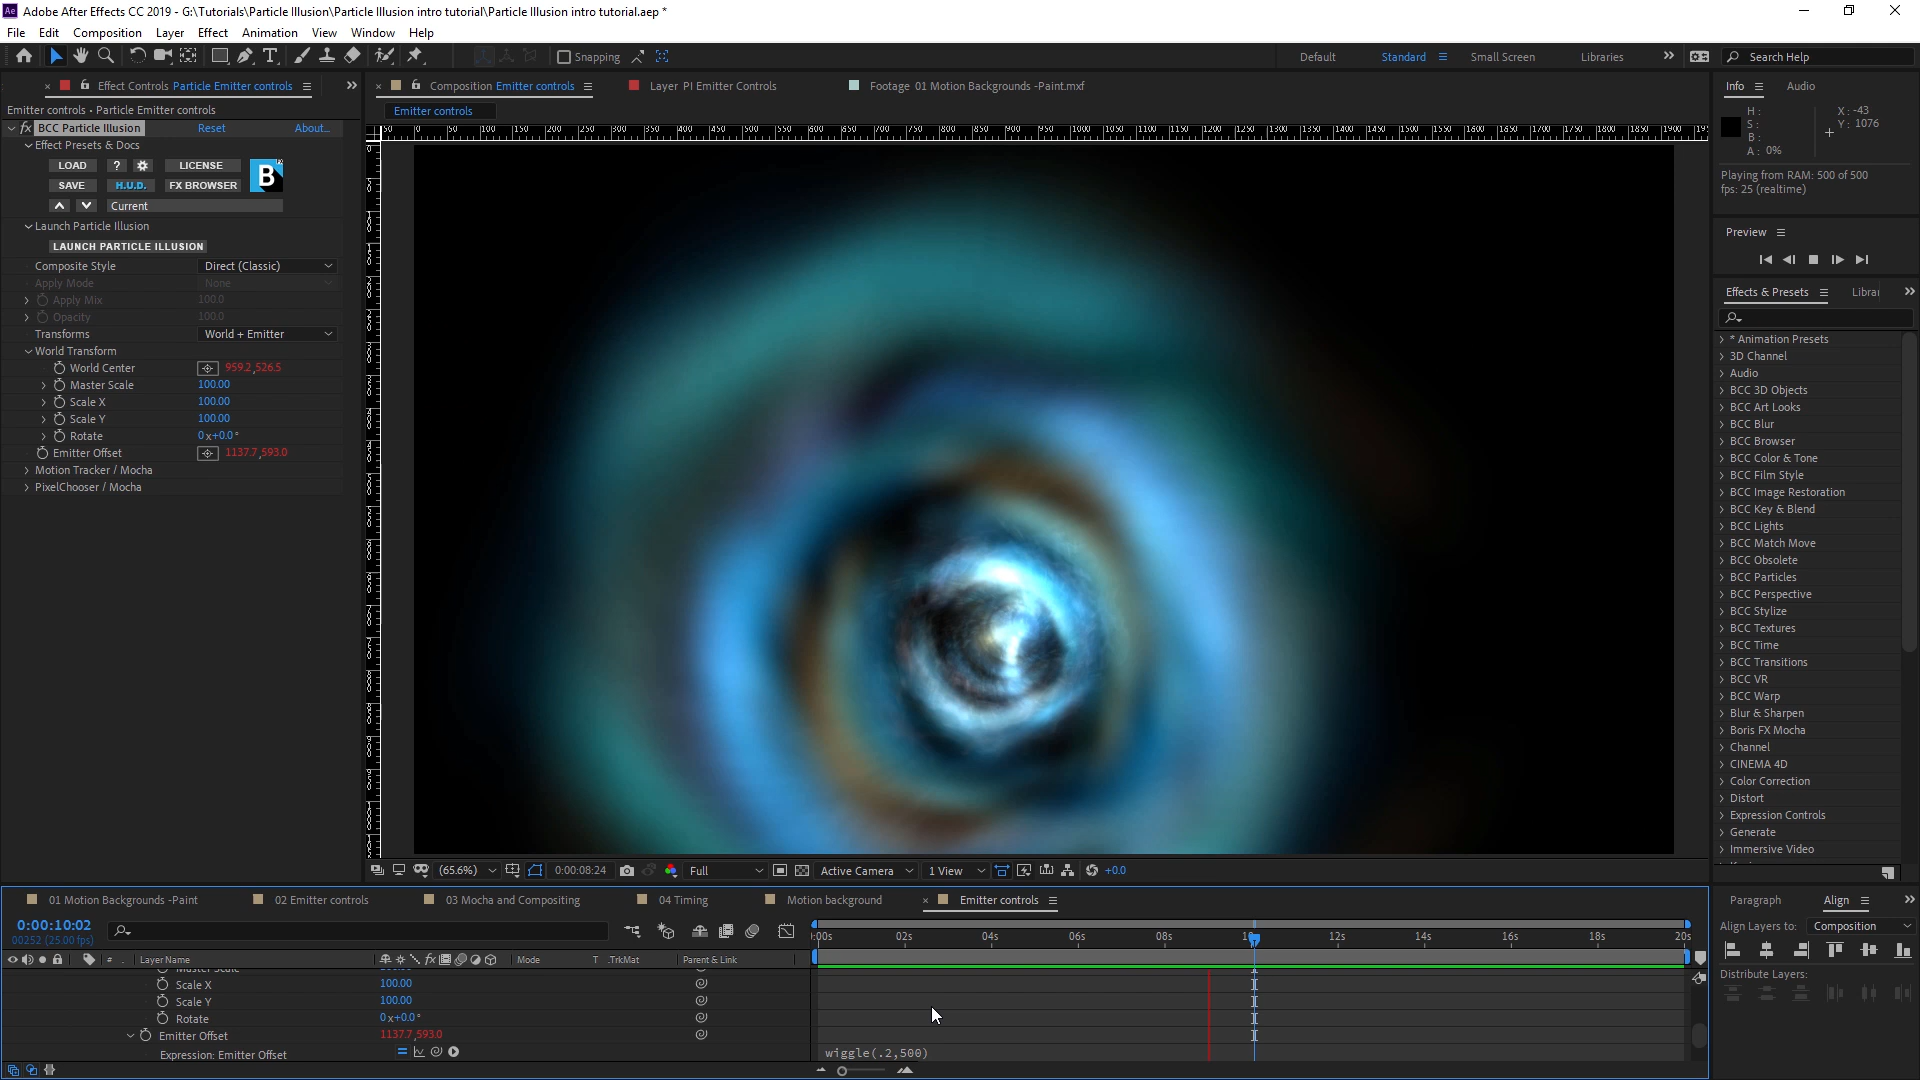 Adobe After Effects CC 2019 - G:\Tutorials\Particle Illusion\Particle Illusion intro tutorial\Particle Illusion intro tutorial.aep *
File Edit Composition Layer Effect Animation View Window Help
Snapping
Default Standard Small Screen Libraries
Search Help
Effect Controls Particle Emitter controls
Composition Emitter controls
Layer PI Emitter Controls
Footage 01 Motion Backgrounds -Paint.mxf
Info Audio
Emitter controls • Particle Emitter controls
Emitter controls
BCC Particle Illusion Reset About...
Effect Presets & Docs
LOAD ? LICENSE
SAVE H.U.D. FX BROWSER
Current
Launch Particle Illusion
LAUNCH PARTICLE ILLUSION
Composite Style Direct (Classic)
Apply Mode None
Apply Mix 100.0
Opacity 100.0
Transforms World + Emitter
World Transform
World Center 959.2,526.5
Master Scale 100.00
Scale X 100.00
Scale Y 100.00
Rotate 0x+0.0°
Emitter Offset 1137.7,593.0
Motion Tracker / Mocha
PixelChooser / Mocha
H:
S:
B:
A: 0%
X: -43
Y: 1076
Playing from RAM: 500 of 500
fps: 25 (realtime)
Preview
Effects & Presets Librar
* Animation Presets
3D Channel
Audio
BCC 3D Objects
BCC Art Looks
BCC Blur
BCC Browser
BCC Color & Tone
BCC Film Style
BCC Image Restoration
BCC Key & Blend
BCC Lights
BCC Match Move
BCC Obsolete
BCC Particles
BCC Perspective
BCC Stylize
BCC Textures
BCC Time
BCC Transitions
BCC VR
BCC Warp
Blur & Sharpen
Boris FX Mocha
Channel
CINEMA 4D
Color Correction
Distort
Expression Controls
Generate
Immersive Video
(65.6%) 0:00:08:24 Full Active Camera 1 View +0.0
01 Motion Backgrounds -Paint 02 Emitter controls 03 Mocha and Compositing 04 Timing Motion background Emitter controls
0:00:10:02
00252 (25.00 fps)
Layer Name Mode T .TrkMat Parent & Link
02s 04s 06s 08s 12s 14s 16s 18s 20s
Master Scale
Scale X 100.00
Scale Y 100.00
Rotate 0x+0.0°
Emitter Offset 1137.7,593.0
Expression: Emitter Offset wiggle(.2,500)
Paragraph Align
Align Layers to: Composition
Distribute Layers: